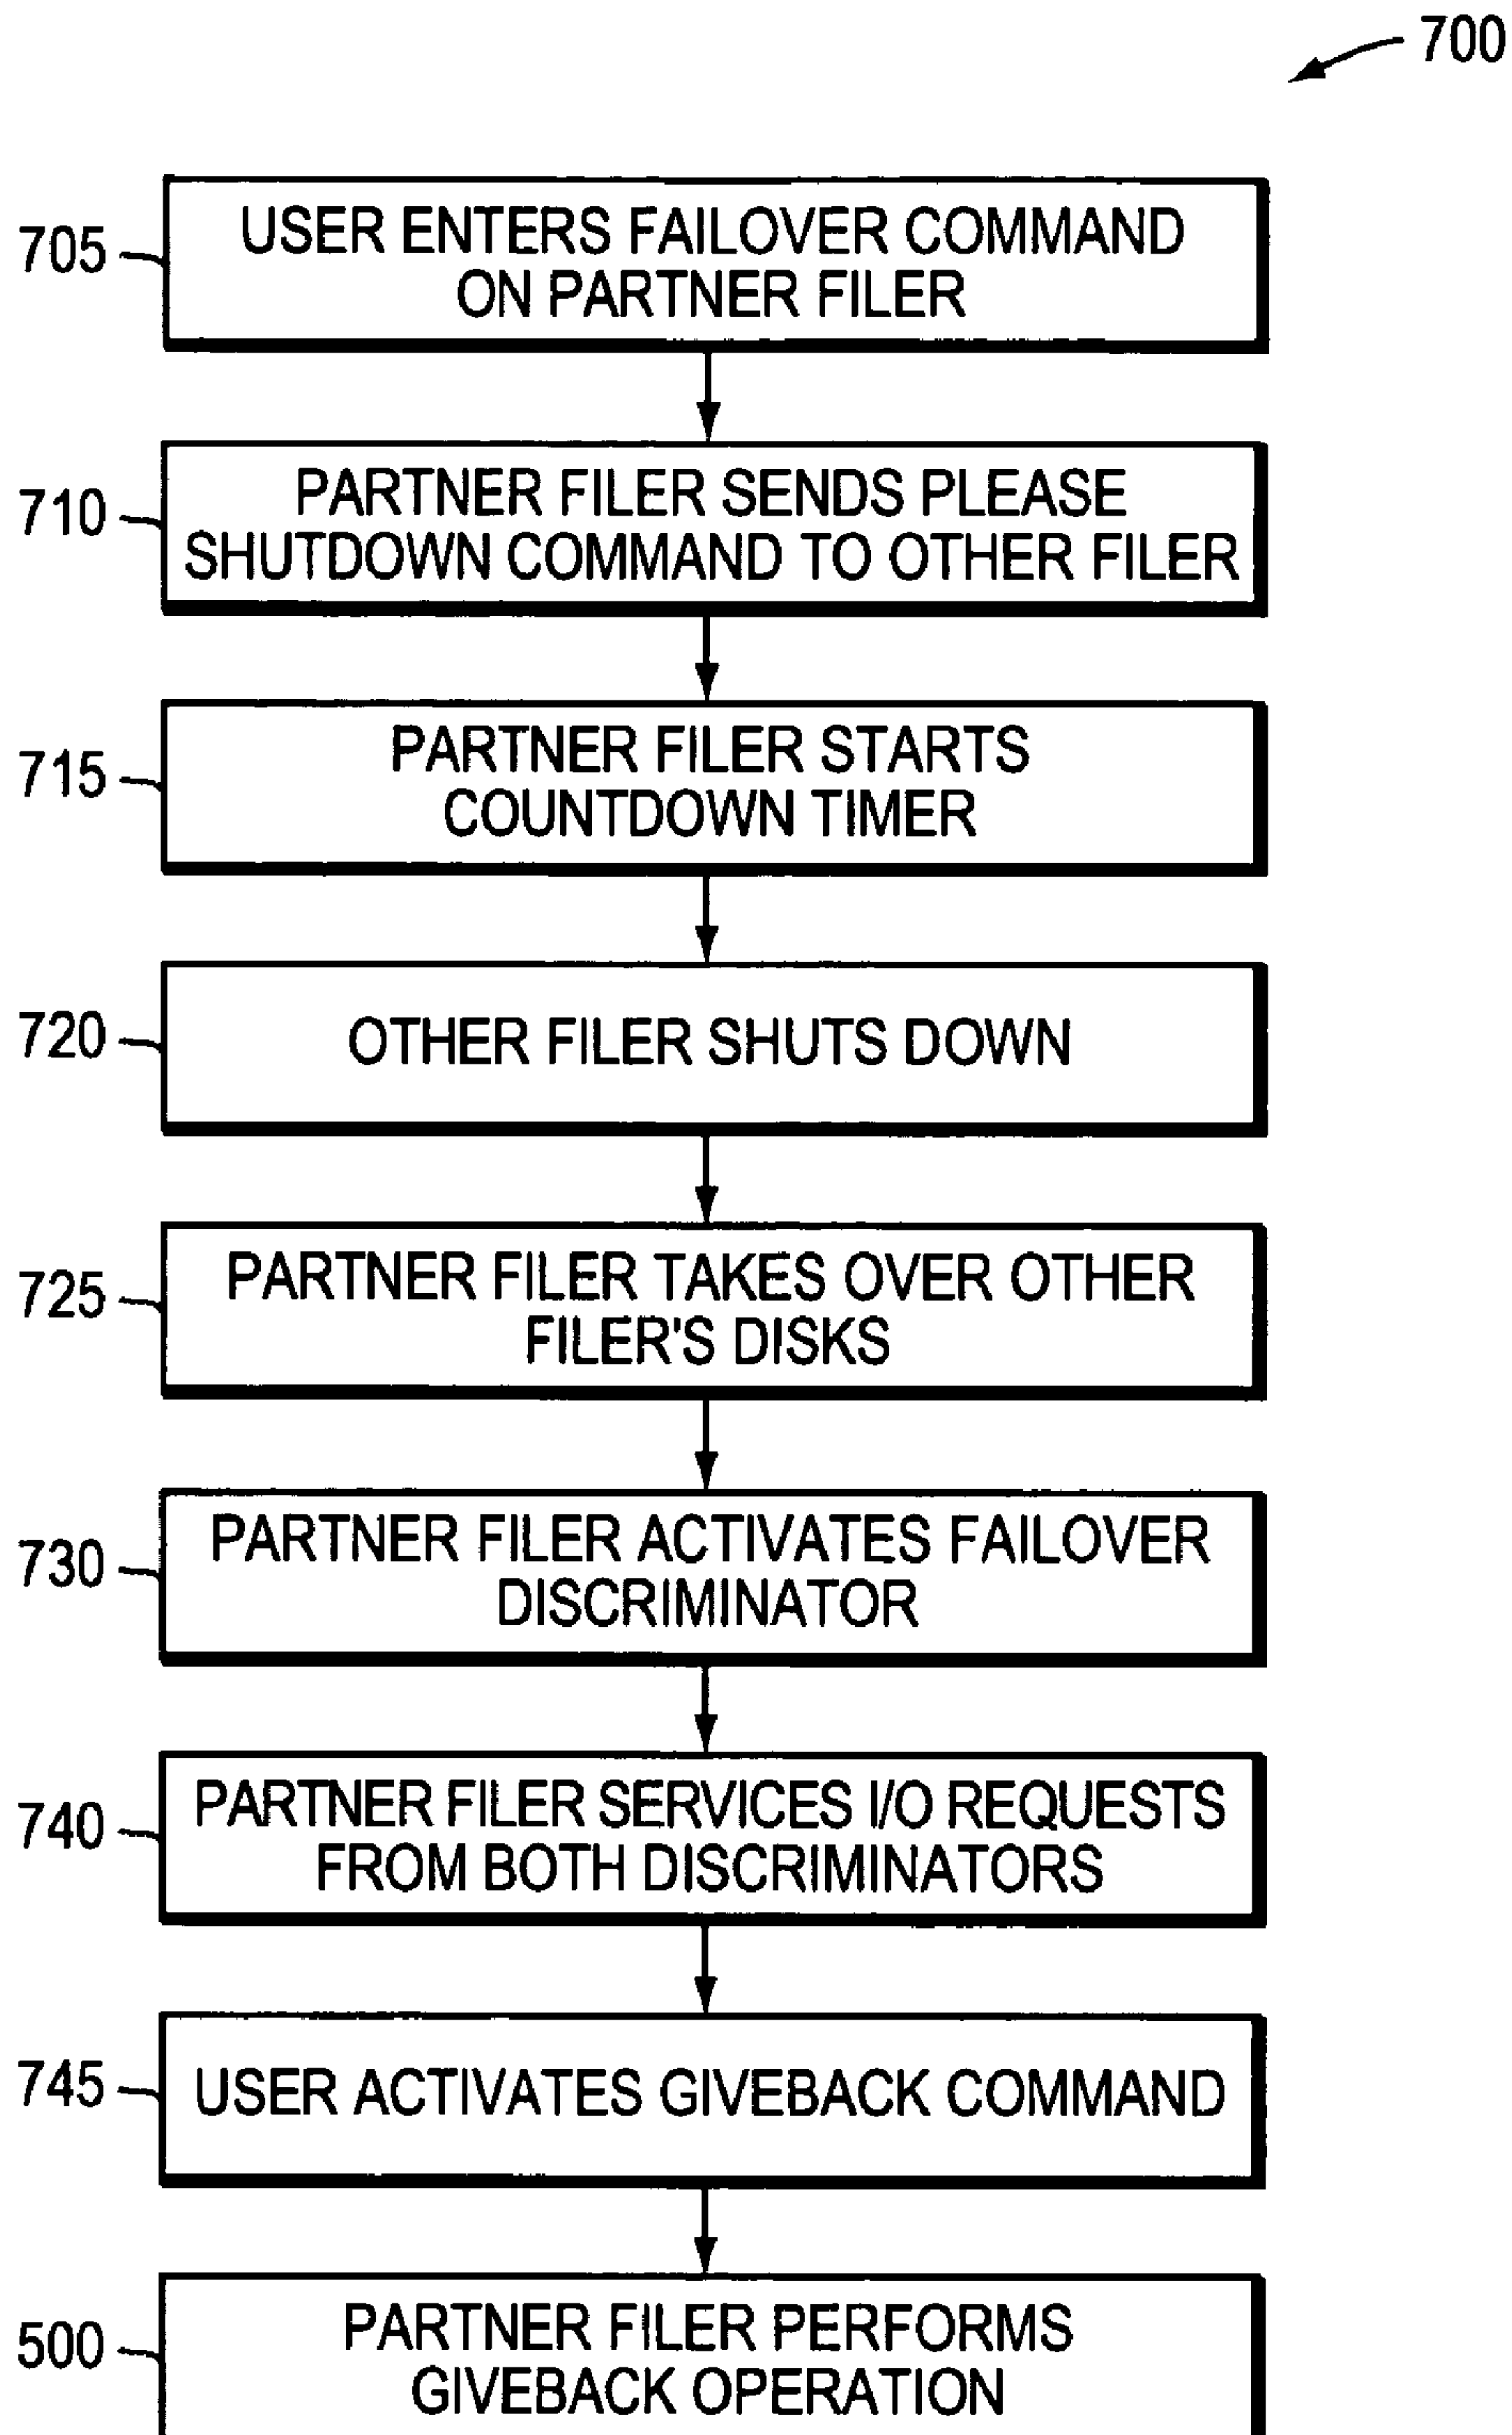 700
705
USER ENTERS FAILOVER COMMAND
ON PARTNER FILER
710
PARTNER FILER SENDS PLEASE
SHUTDOWN COMMAND TO OTHER FILER
715
PARTNER FILER STARTS
COUNTDOWN TIMER
720
OTHER FILER SHUTS DOWN
725
PARTNER FILER TAKES OVER OTHER
FILER'S DISKS
730
PARTNER FILER ACTIVATES FAILOVER
DISCRIMINATOR
740
PARTNER FILER SERVICES I/O REQUESTS
FROM BOTH DISCRIMINATORS
745
USER ACTIVATES GIVEBACK COMMAND
500
PARTNER FILER PERFORMS
GIVEBACK OPERATION